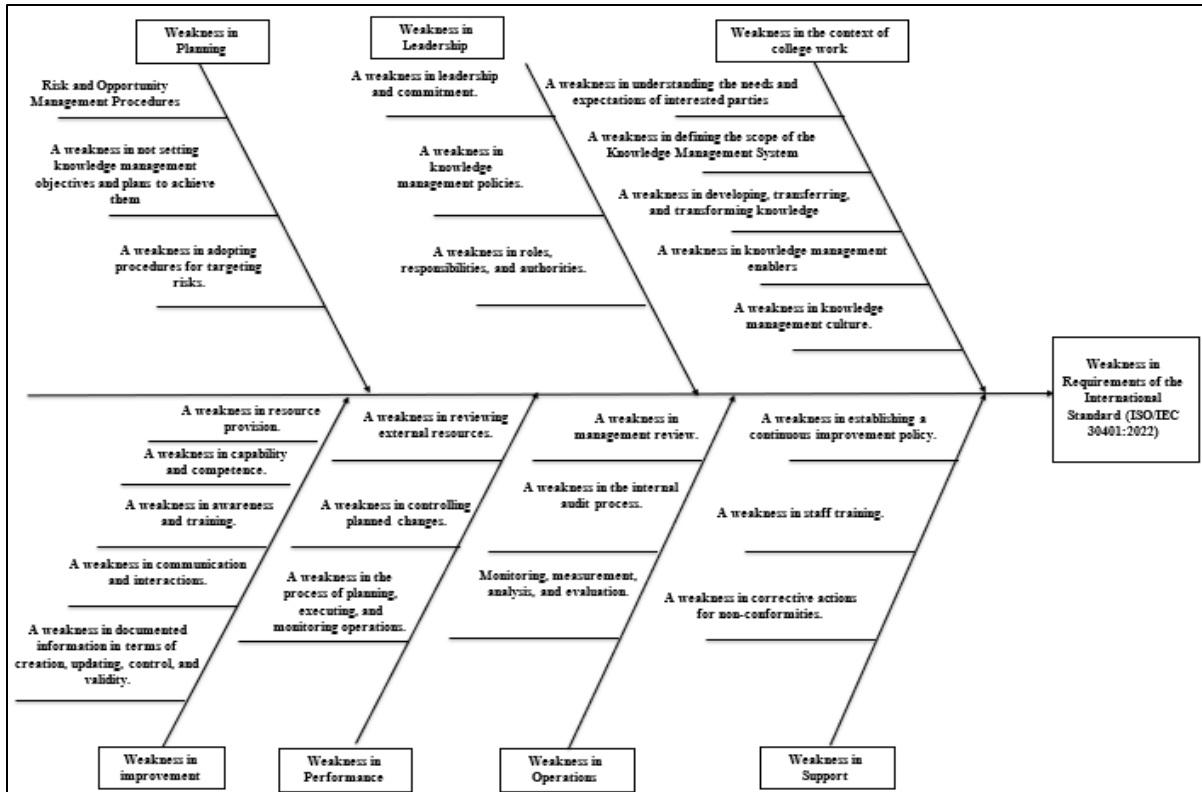 Weakness in
Planning
Weakness in
Leadership
Weakness in the context of
college work
Risk and Opportunity
Management Procedures
A weakness in not setting
knowledge management
objectives and plans to achieve
them
A weakness in adopting
procedures for targeting
risks.
A weakness in leadership
and commitment.
A weakness in
knowledge
management policies.
A weakness in roles,
responsibilities, and authorities.
A weakness in understanding the needs and
expectations of interested parties
A weakness in defining the scope of the
Knowledge Management System
A weakness in developing, transferring,
and transforming knowledge
A weakness in knowledge management
enablers
A weakness in knowledge
management culture.
Weakness in
Requirements of the
International
Standard (ISO/IEC
30401:2022)
A weakness in resource
provision.
A weakness in capability
and competence.
A weakness in awareness
and training.
A weakness in communication
and interactions.
A weakness in documented
information in terms of
creation, updating, control, and
validity.
A weakness in reviewing
external resources.
A weakness in controlling
planned changes.
A weakness in the
process of planning,
executing, and
monitoring operations.
A weakness in
management review.
A weakness in the internal
audit process.
Monitoring, measurement,
analysis, and evaluation.
A weakness in establishing a
continuous improvement policy.
A weakness in staff training.
A weakness in corrective actions
for non-conformities.
Weakness in
improvement
Weakness in
Performance
Weakness in
Operations
Weakness in
Support